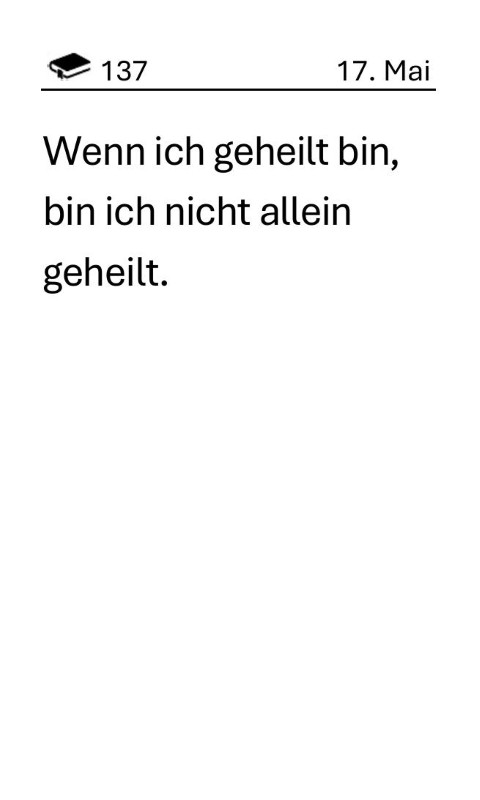 137 17. Mai
Wenn ich geheilt bin,
bin ich nicht allein
geheilt.